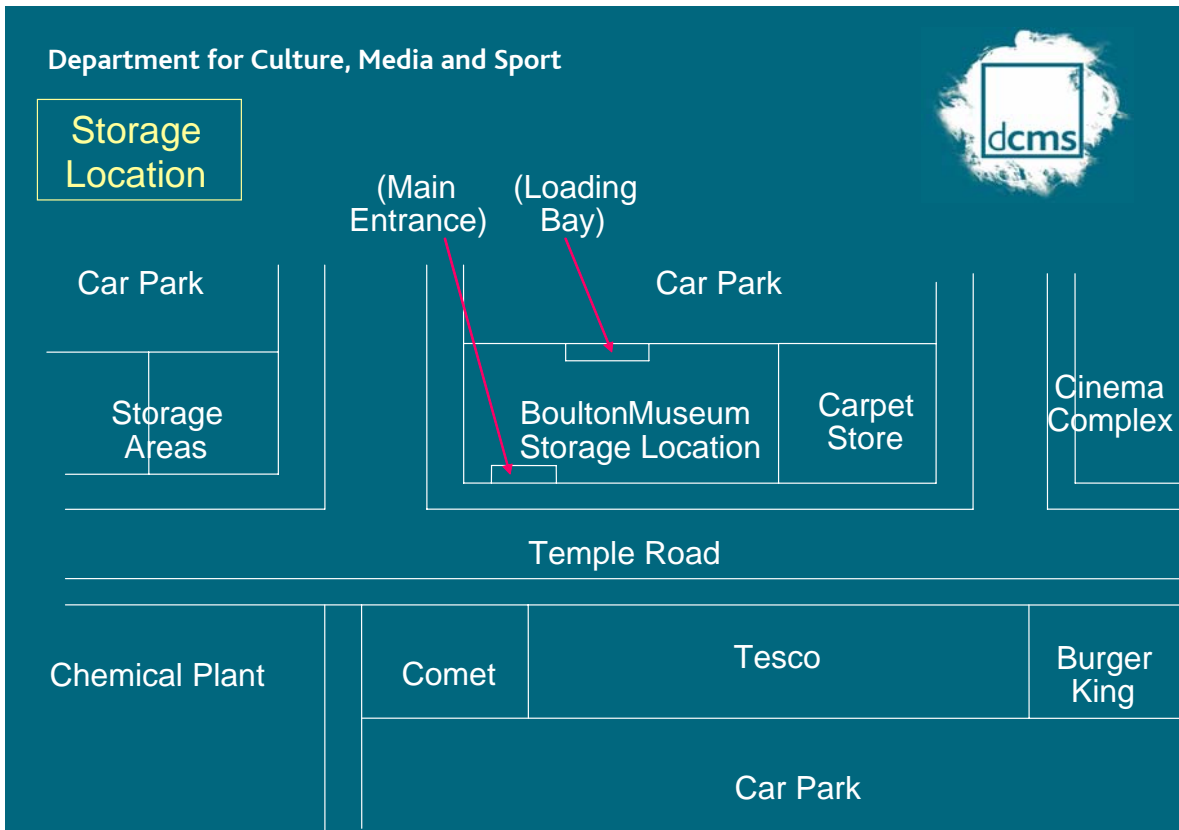 Department for Culture, Media and Sport
dcms
Storage
Location
(Main
Entrance)
(Loading
Bay)
Car Park
Car Park
Storage
Areas
BoultonMuseum
Storage Location
Carpet
Store
Cinema
Complex
Temple Road
Chemical Plant
Comet
Tesco
Burger
King
Car Park